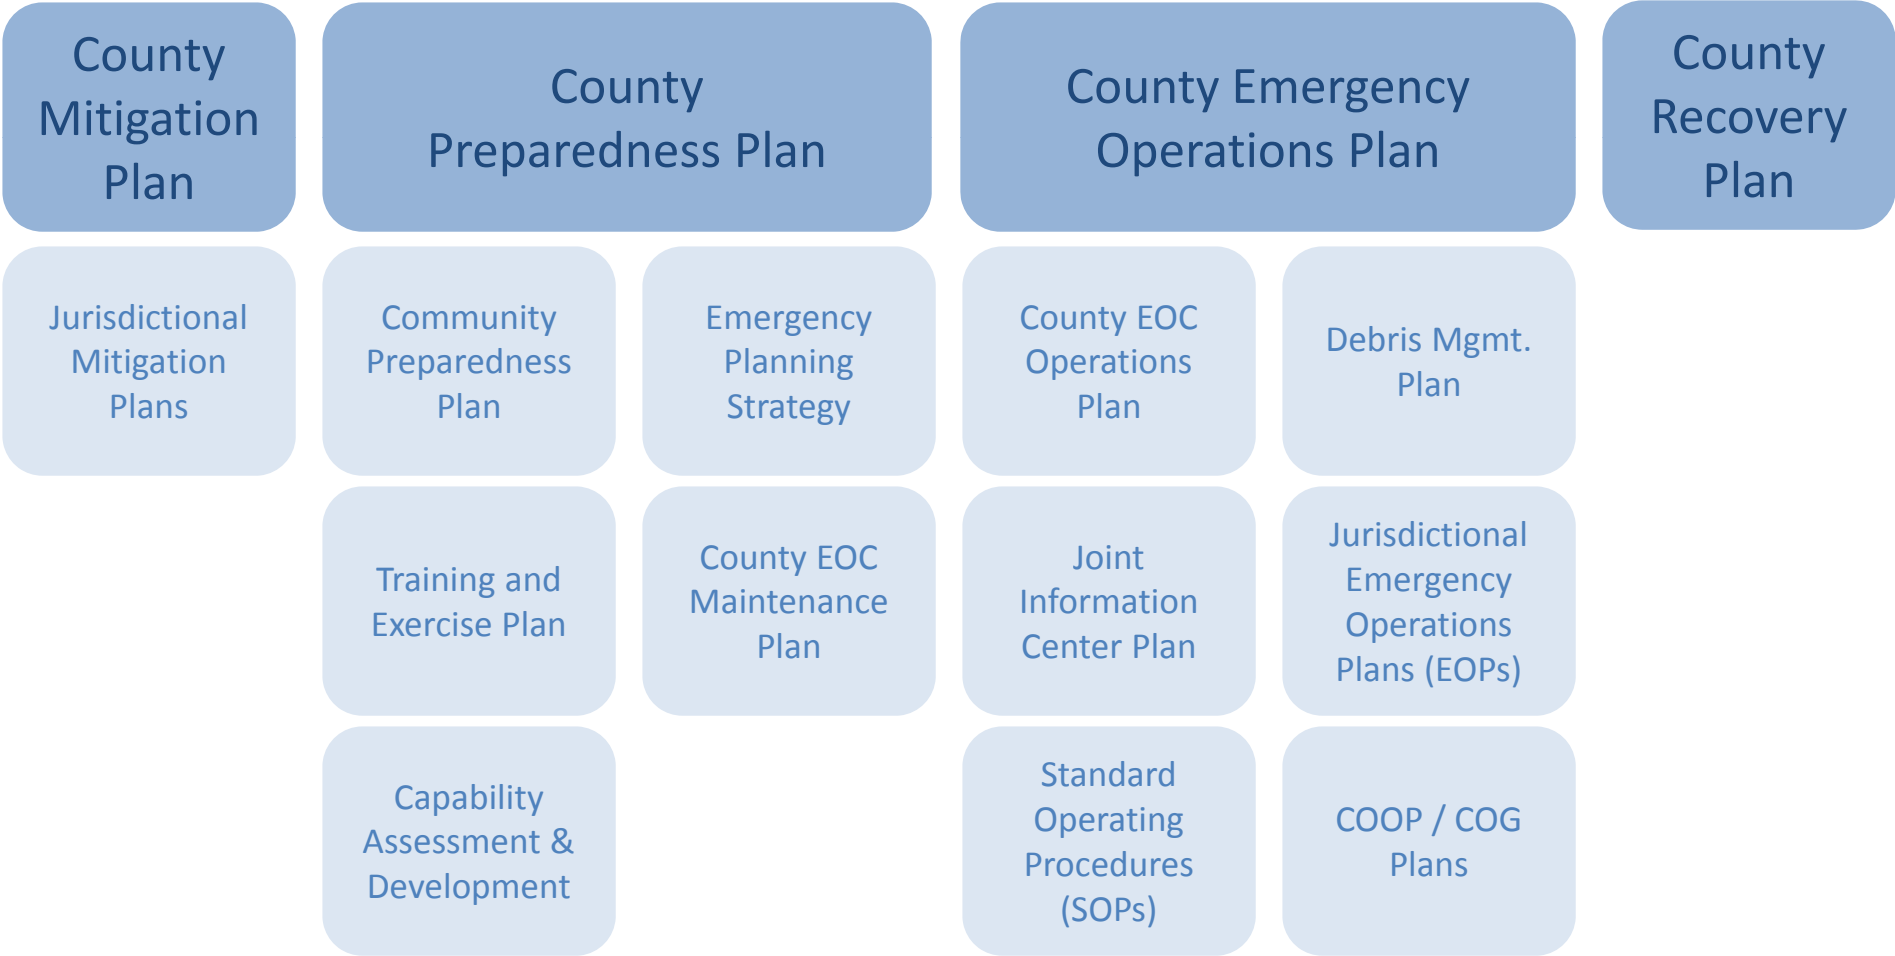 County
Mitigation
Plan
County
Preparedness Plan
County Emergency
Operations Plan
County
Recovery
Plan
Jurisdictional
Mitigation
Plans
Community
Preparedness
Plan
Emergency
Planning
Strategy
County EOC
Operations
Plan
Debris Mgmt.
Plan
Training and
Exercise Plan
County EOC
Maintenance
Plan
Joint
Information
Center Plan
Jurisdictional
Emergency
Operations
Plans (EOPs)
Capability
Assessment &
Development
Standard
Operating
Procedures
(SOPs)
COOP / COG
Plans